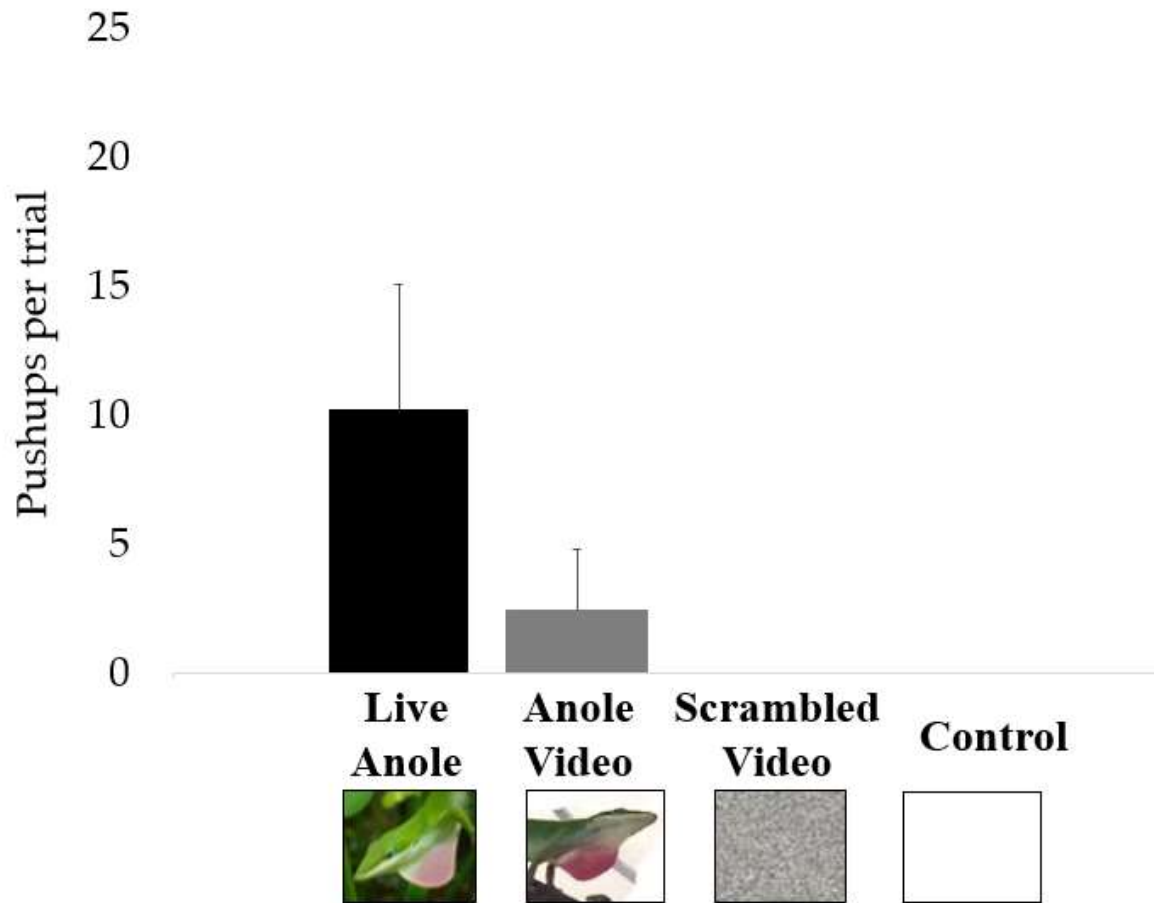 25
20
15
10
5
0
Pushups per trial
Live
Anole
Anole
Video
Scrambled
Video
Control